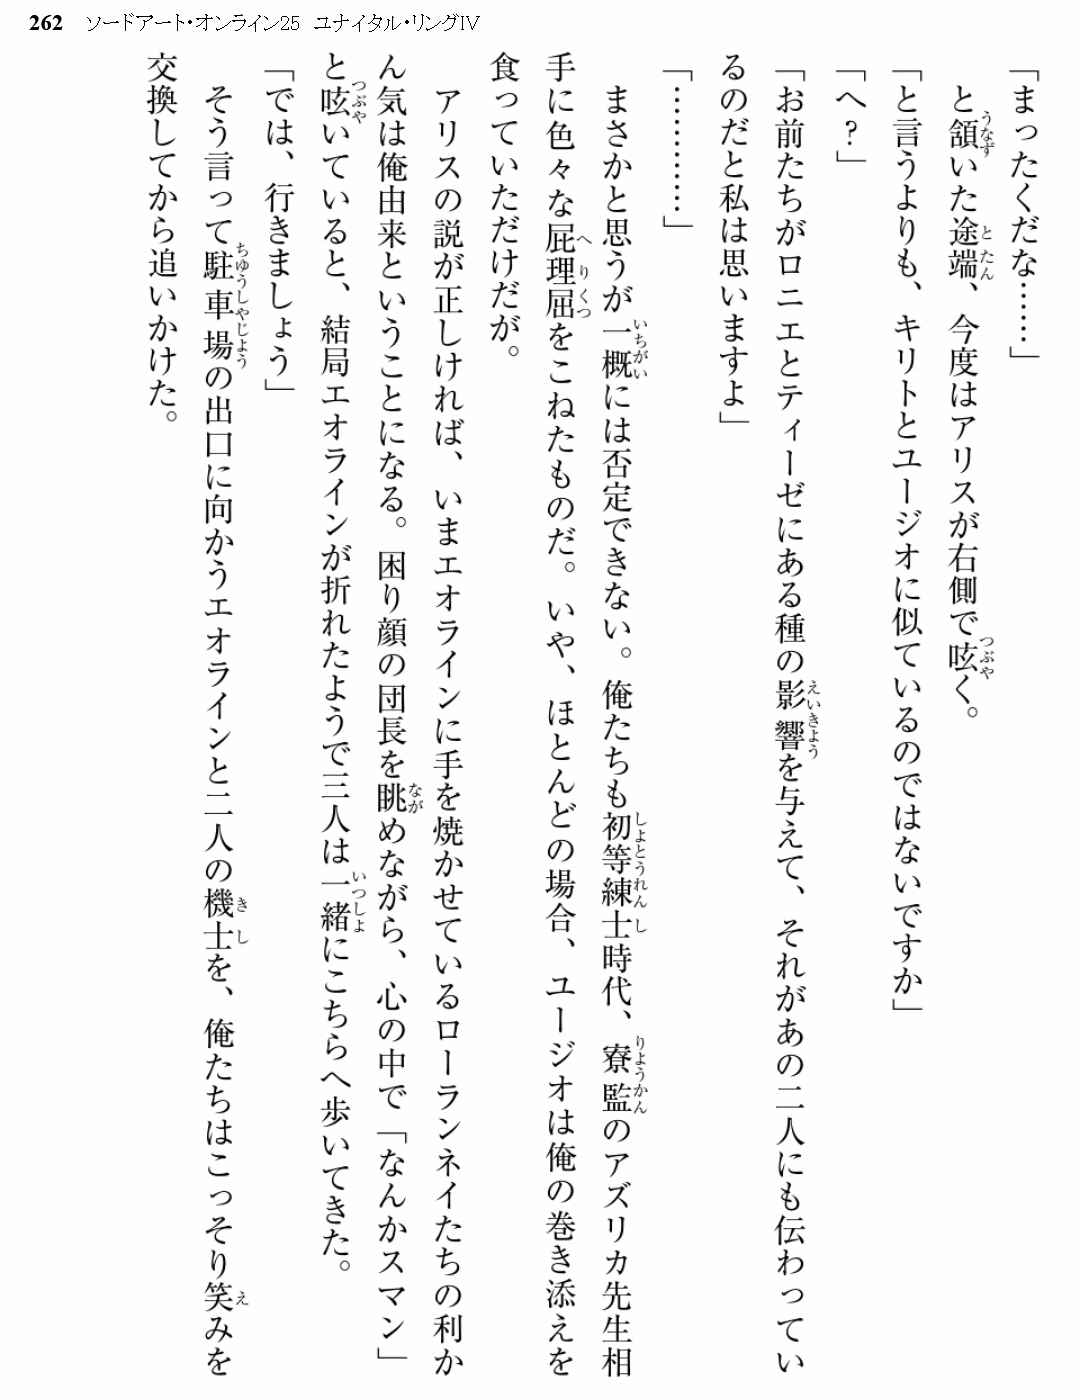 262 ソードアート・オンライン25 ユナイタル・リングIV
「まったくだな……」
と頷いた途端、今度はアリスが右側で呟く。
「と言うよりも、キリトとユージオに似ているのではないですか」
「へ？」
「お前たちがロニエとティーゼにある種の影響を与えて、それがあの二人にも伝わってい
るのだと私は思いますよ」
「…………」
まさかと思うが一概には否定できない。俺たちも初等練士時代、寮監のアズリカ先生相
手に色々な屁理屈をこねたものだ。いや、ほとんどの場合、ユージオは俺の巻き添えを
食っていただけだが。
アリスの説が正しければ、いまエオラインに手を焼かせているローランネイたちの利か
ん気は俺由来ということになる。困り顔の団長を眺めながら、心の中で「なんかスマン」
と呟いていると、結局エオラインが折れたようで三人は一緒にこちらへ歩いてきた。
「では、行きましょう」
そう言って駐車場の出口に向かうエオラインと二人の機士を、俺たちはこっそり笑みを
交換してから追いかけた。